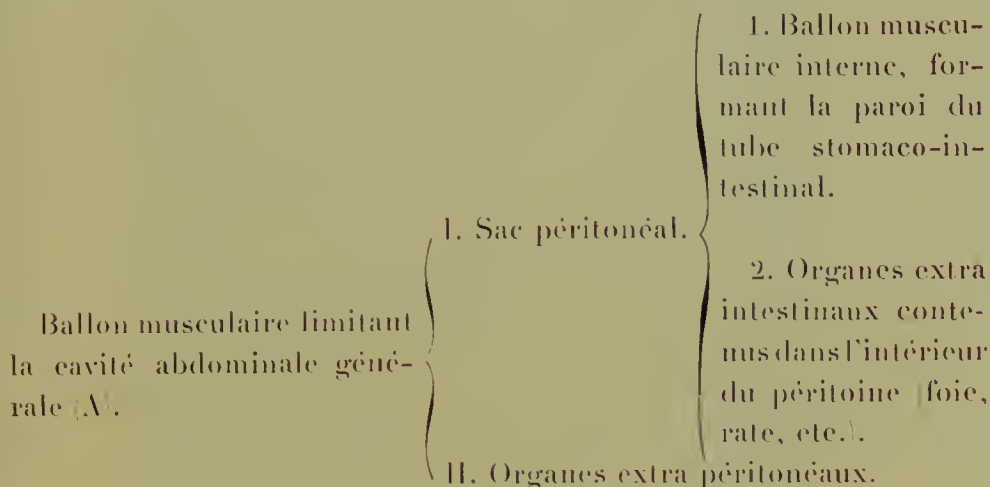 Ballon musculaire limitant
la cavité abdominale géné-
rale (A).
I. Sac péritonéal.
1. Ballon muscu-
laire interne, for-
mant la paroi du
tube stomaco-in-
testinal.
2. Organes extra
intestinaux conte-
nus dans l'intérieur
du péritoine (foie,
rate, etc.).
II. Organes extra péritonéaux.